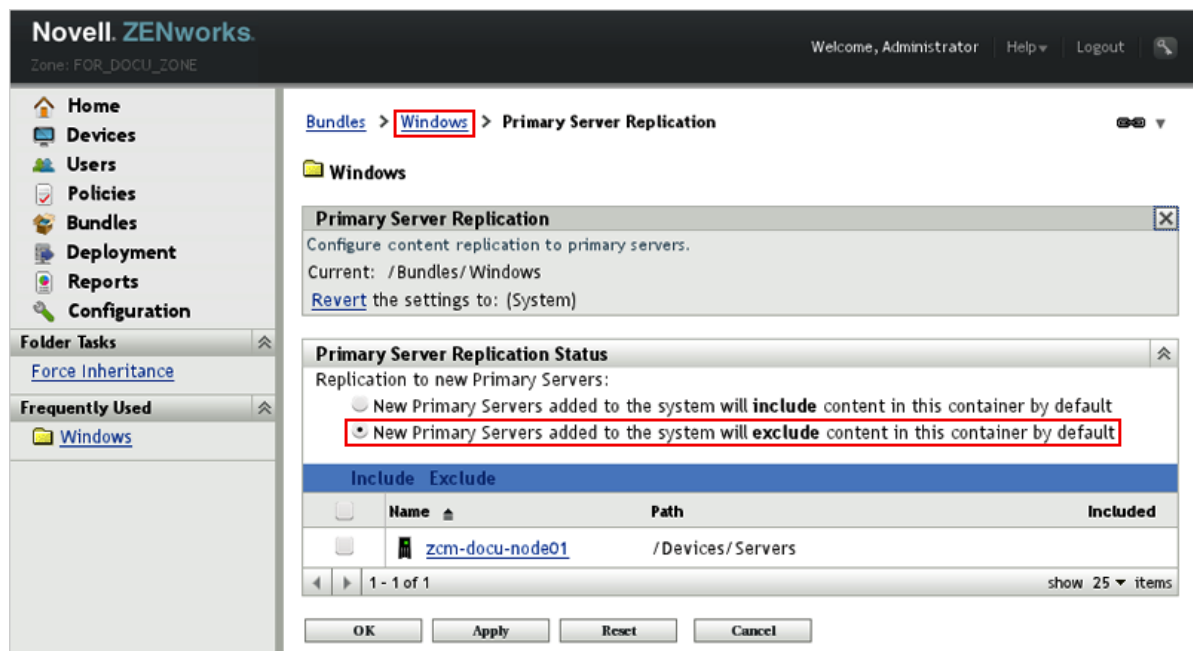 Novell. ZENworks.
Zone: FOR_DOCU_ZONE
Welcome, Administrator Help Logout
Home
Devices
Users
Policies
Bundles
Deployment
Reports
Configuration
Folder Tasks
Force Inheritance
Frequently Used
Windows
Bundles > Windows > Primary Server Replication
Windows
Primary Server Replication
Configure content replication to primary servers.
Current: /Bundles/Windows
Revert the settings to: (System)
Primary Server Replication Status
Replication to new Primary Servers:
New Primary Servers added to the system will include content in this container by default
New Primary Servers added to the system will exclude content in this container by default
Include Exclude
Name Path Included
zcm-docu-node01 /Devices/Servers
1 - 1 of 1 show 25 items
OK Apply Reset Cancel